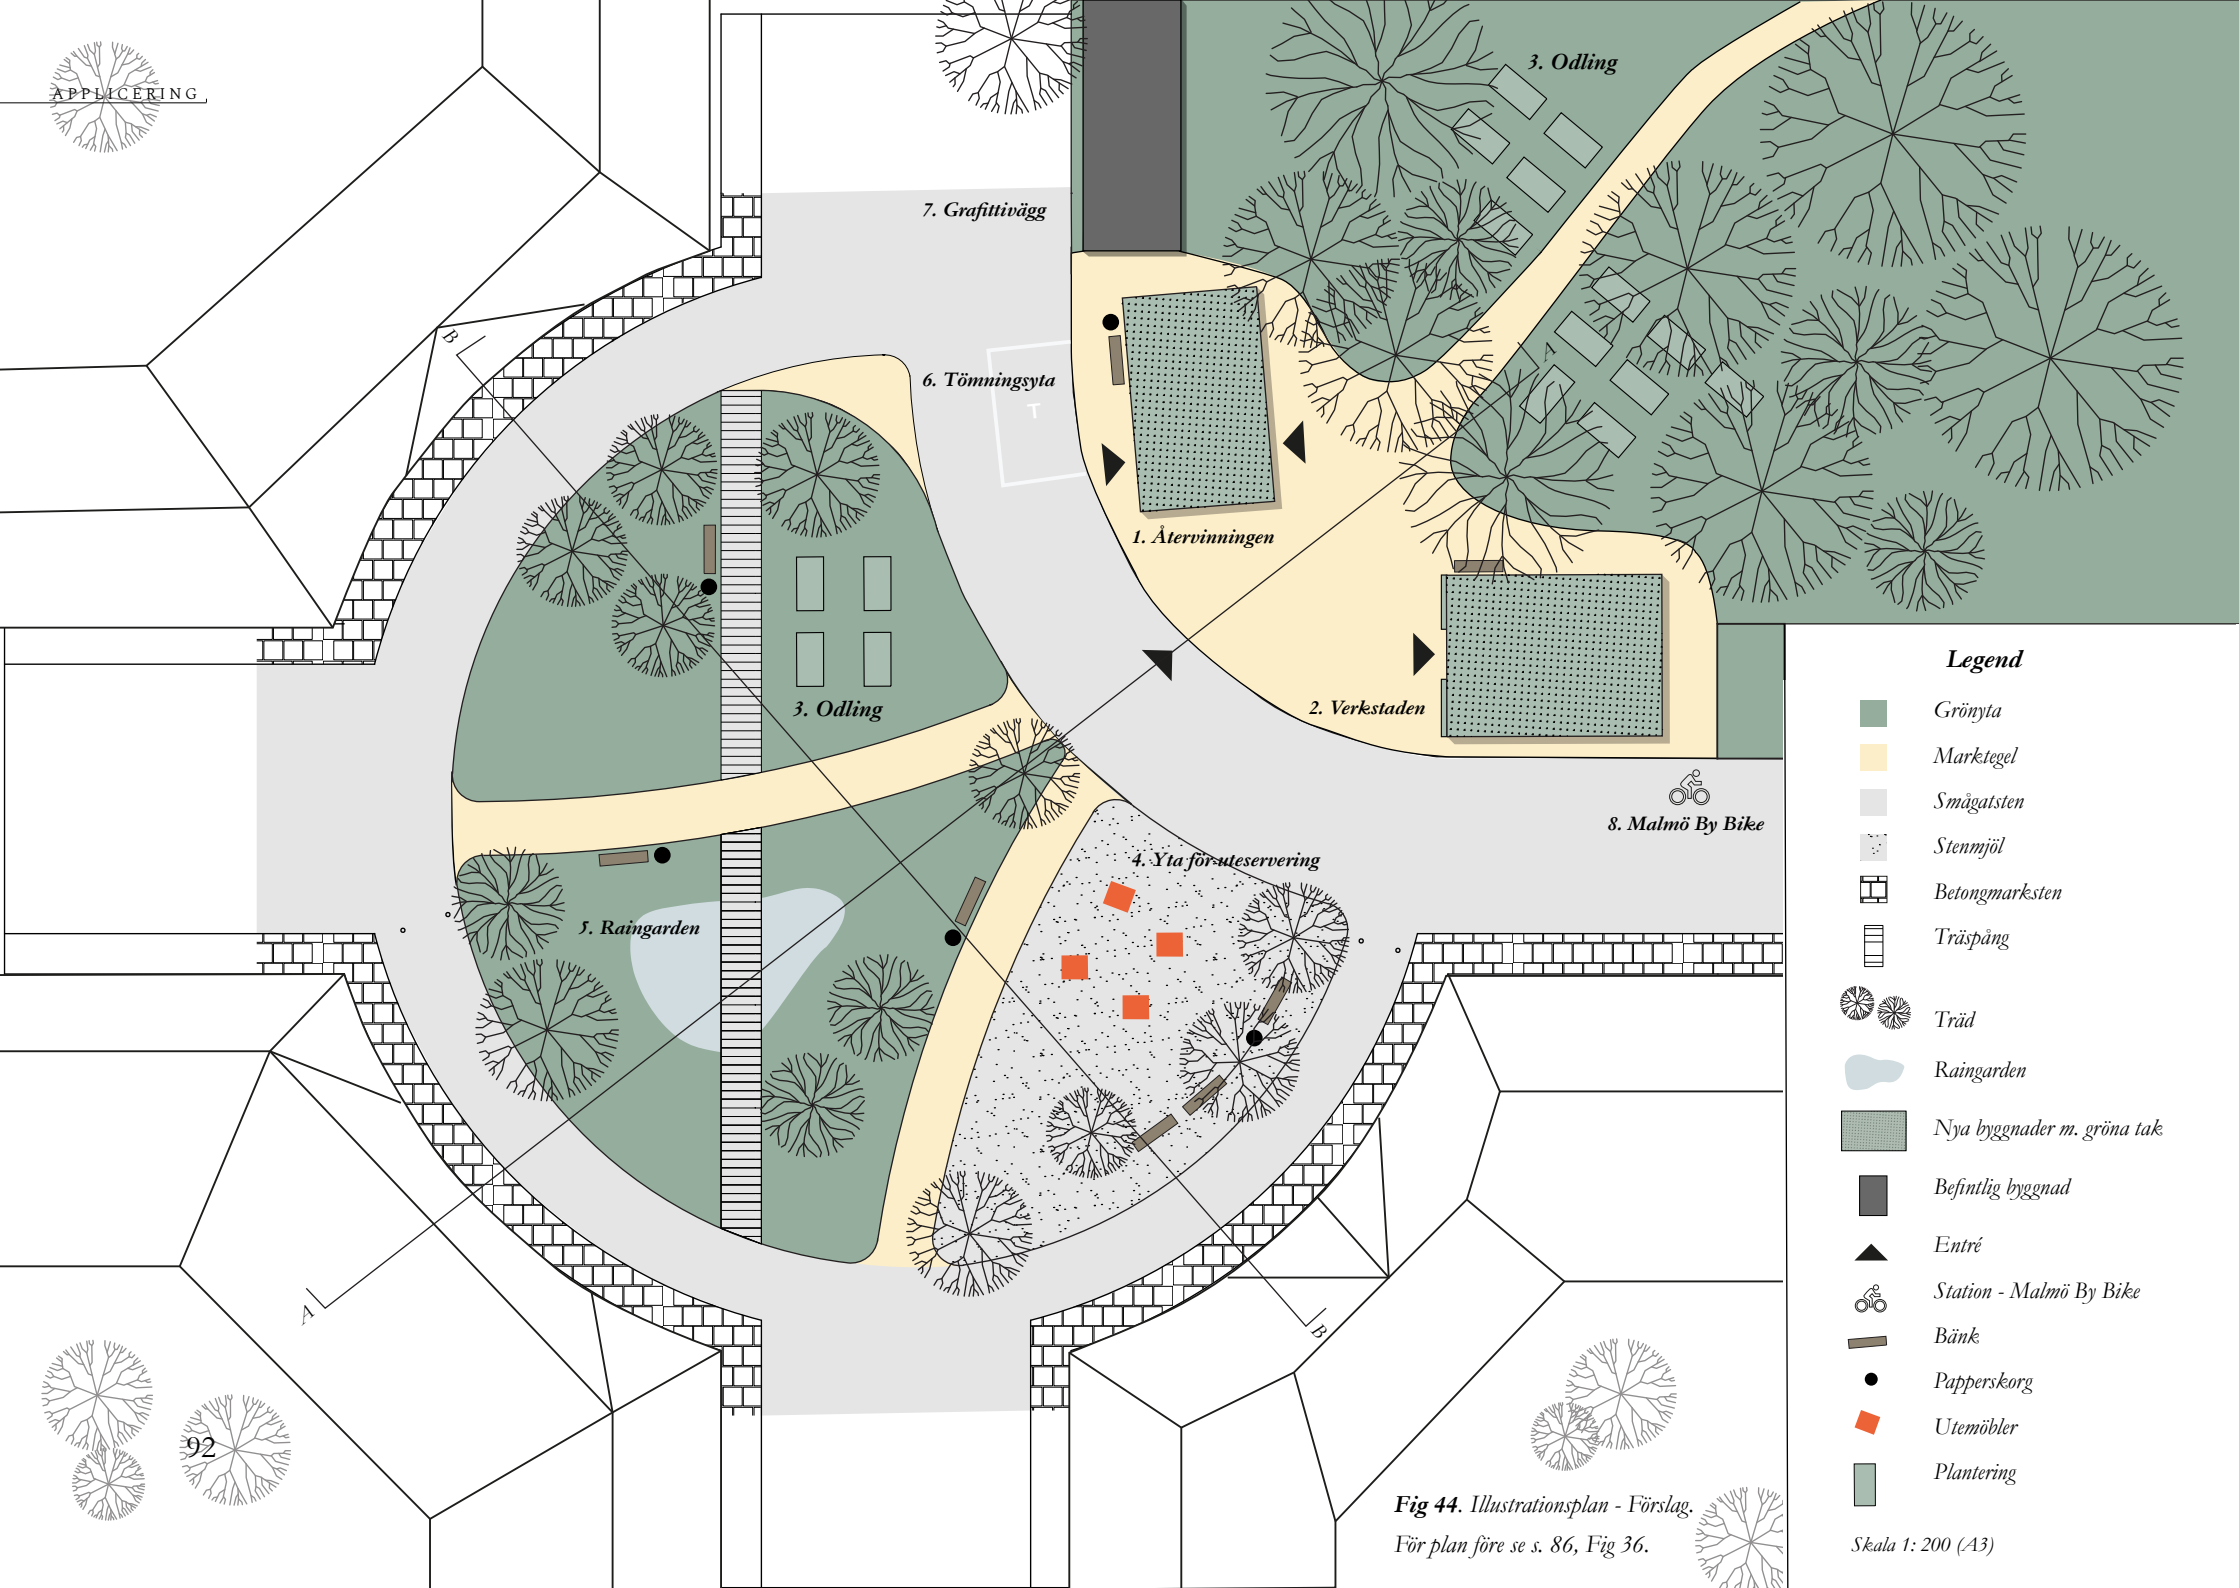 APPLICERING
3. Odling
7. Grafittivägg
B
A
6. Tömningsyta
T
1. Återvinningen
2. Verkstaden
3. Odling
8. Malmö By Bike
4. Yta för uteservering
5. Raingarden
A
B
92
Legend
Grönyta
Marktegel
Smågatsten
Stenmjöl
Betongmarksten
Träspång
Träd
Raingarden
Nya byggnader m. gröna tak
Befintlig byggnad
Entré
Station - Malmö By Bike
Bänk
Papperskorg
Utemöbler
Plantering
Skala 1: 200 (A3)
Fig 44. Illustrationsplan - Förslag.
För plan före se s. 86, Fig 36.